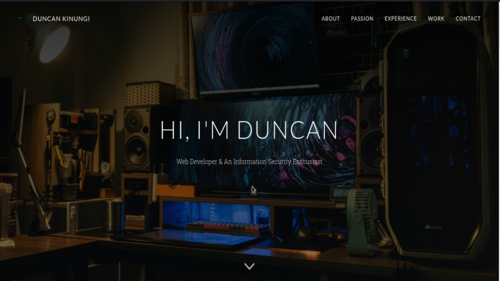 DUNCAN KINUNGI
ABOUT PASSION EXPERIENCE WORK CONTACT
HI, I'M DUNCAN
Web Developer & An Information Security Enthusiast